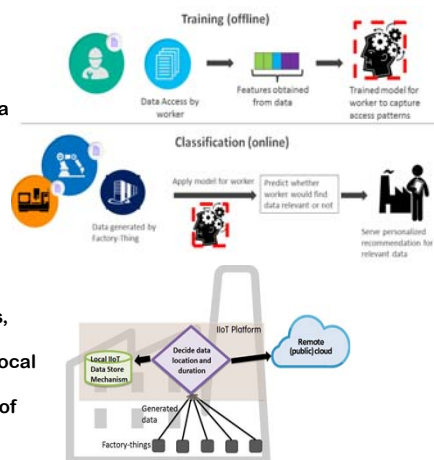 Training (offline)
Data Access by
worker
Features obtained
from data
Trained model for
worker to capture
access patterns
a
Classification (online)
Data generated by
Factory-Thing
Apply model for worker
Predict whether
worker would find
data relevant or not
Serve personalized
recommendation for
relevant data
s,
local
of
IIoT Platform
Local IIoT
Data Store
Mechanism
Decide data
location and
duration
Remote
(public) cloud
Generated
data
Factory-things